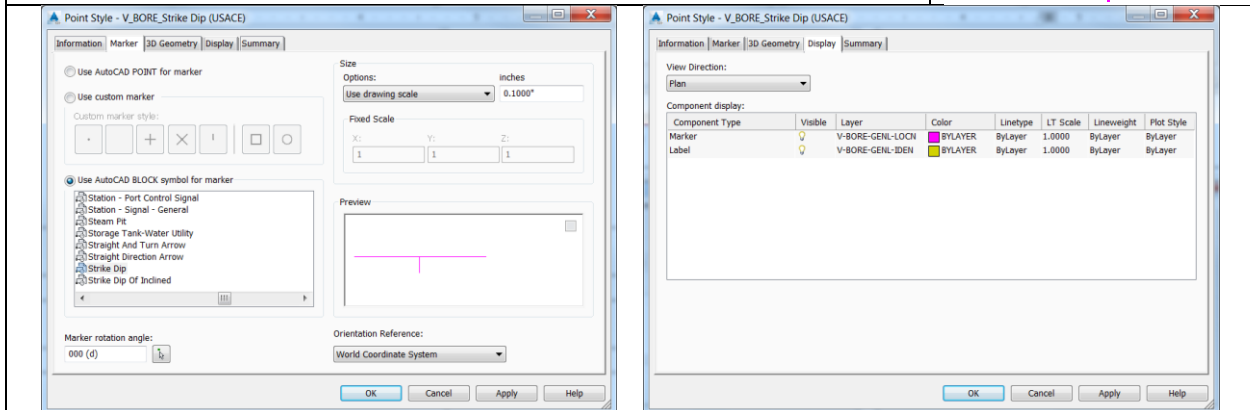 Point Style - V_BORE_Strike Dip (USACE)
Information Marker 3D Geometry Display Summary
Use AutoCAD POINT for marker
Use custom marker
Custom marker style:
Use AutoCAD BLOCK symbol for marker
Station - Port Control Signal
Station - Signal - General
Steam Pit
Storage Tank-Water Utility
Straight And Turn Arrow
Straight Direction Arrow
Strike Dip
Strike Dip Of Inclined
Marker rotation angle:
000 (d)
Size
Options: inches
Use drawing scale 0.1000"
Fixed Scale
X: Y: Z:
1 1 1
Preview
Orientation Reference:
World Coordinate System
OK Cancel Apply Help
Point Style - V_BORE_Strike Dip (USACE)
Information Marker 3D Geometry Display Summary
View Direction:
Plan
Component display:
Component Type Visible Layer Color Linetype LT Scale Lineweight Plot Style
Marker V-BORE-GENL-LOCN BYLAYER ByLayer 1.0000 ByLayer ByLayer
Label V-BORE-GENL-IDEN BYLAYER ByLayer 1.0000 ByLayer ByLayer
OK Cancel Apply Help